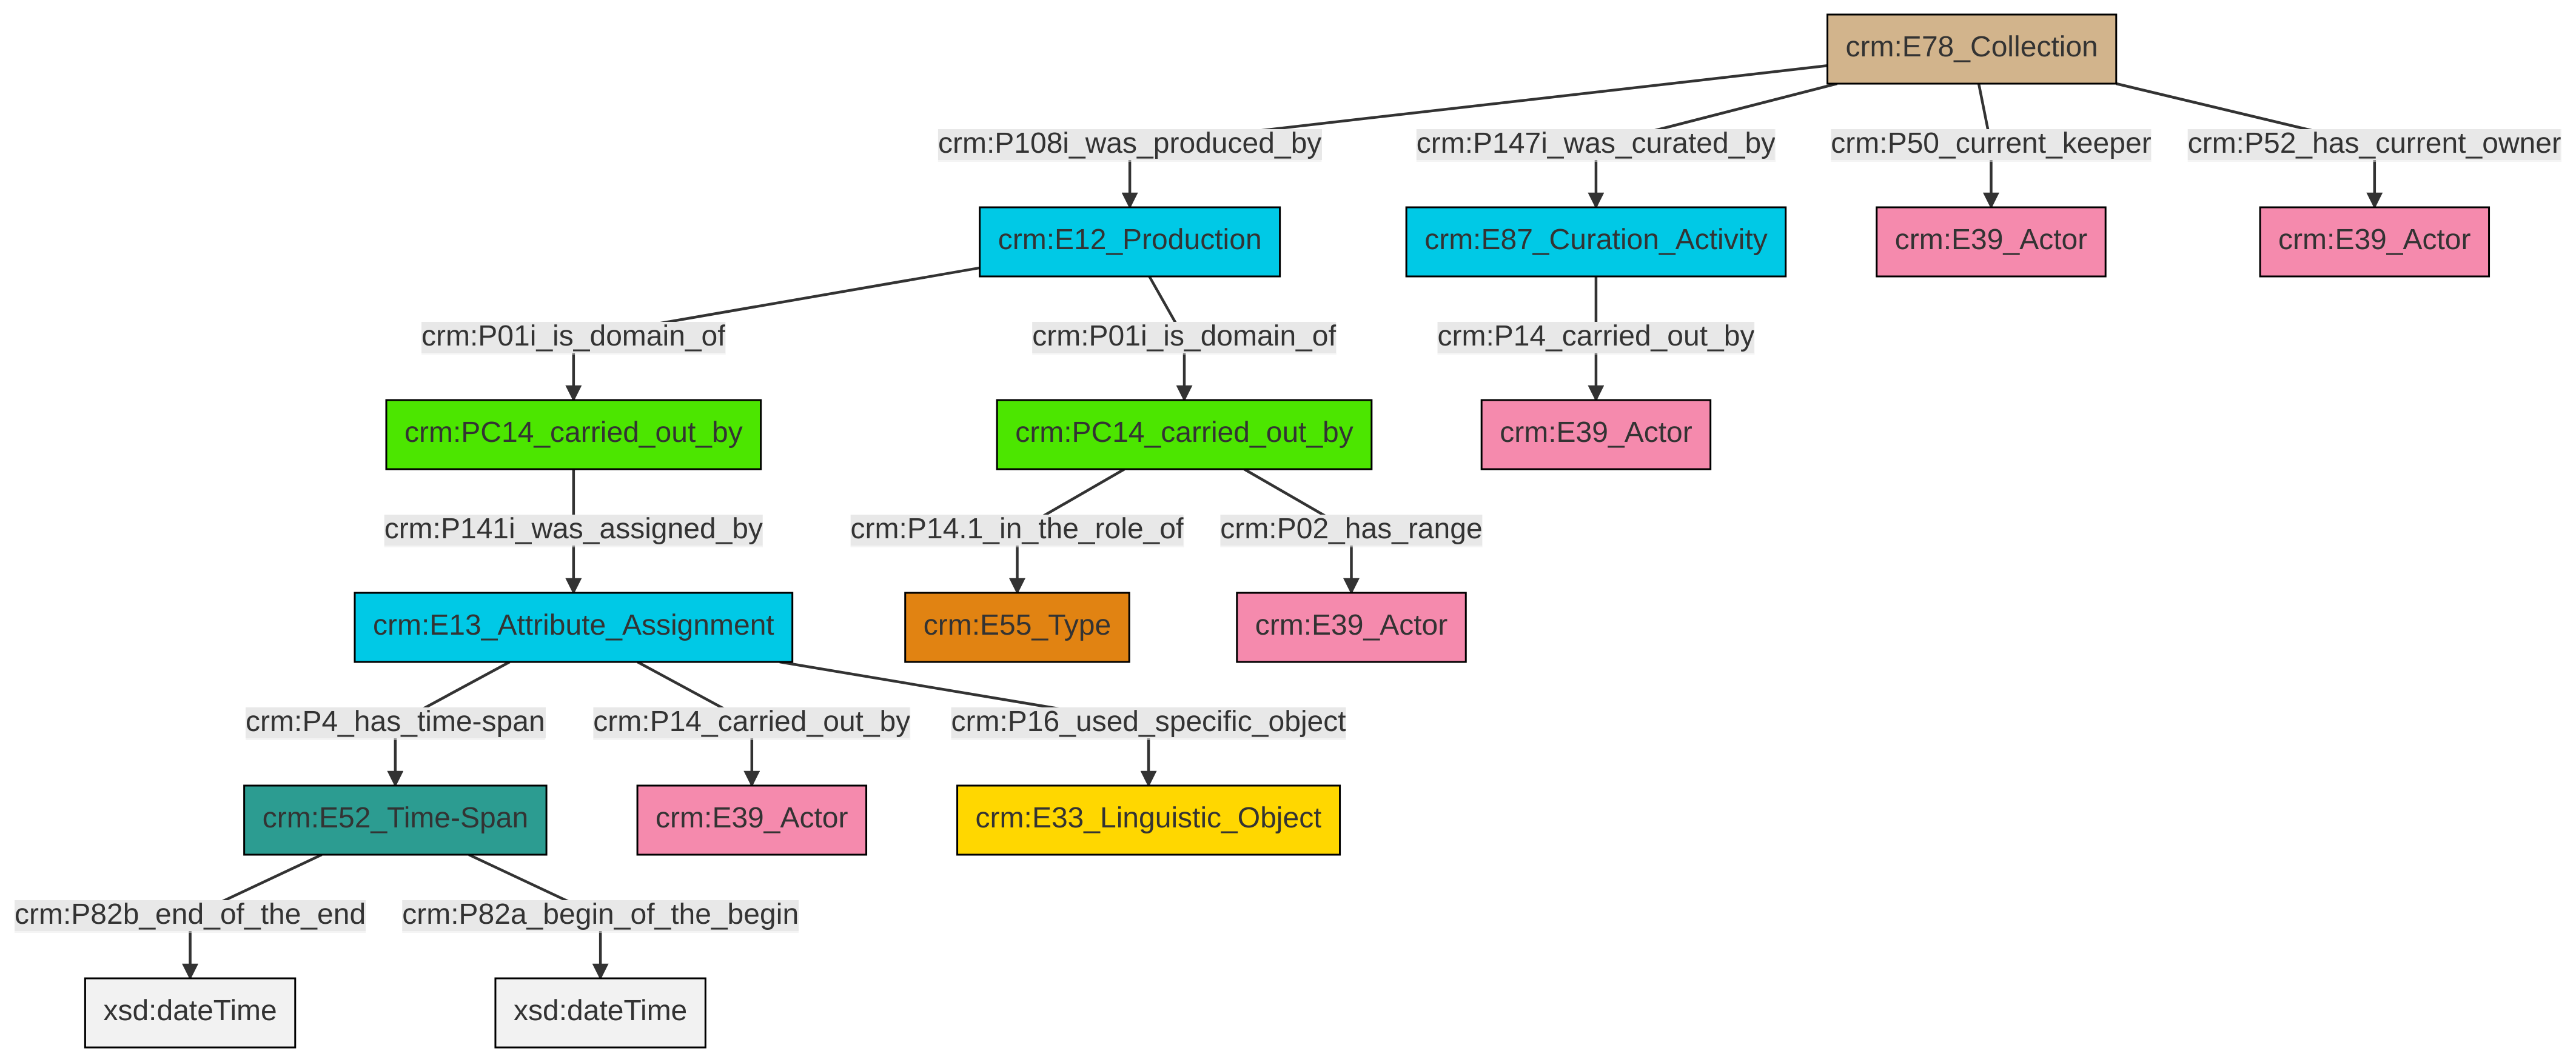 crm:E78_Collection
crm:P108i_was_produced_by
crm:P147i_was_curated_by
crm:P50_current_keeper
crm:P52_has_current_owner
crm:E12_Production
crm:E87_Curation_Activity
crm:E39_Actor
crm:E39_Actor
crm:P01i_is_domain_of
crm:P01i_is_domain_of
crm:P14_carried_out_by
crm:PC14_carried_out_by
crm:PC14_carried_out_by
crm:E39_Actor
crm:P141i_was_assigned_by
crm:P14.1_in_the_role_of
crm:P02_has_range
crm:E13_Attribute_Assignment
crm:E55_Type
crm:E39_Actor
crm:P4_has_time-span
crm:P14_carried_out_by
crm:P16_used_specific_object
crm:E52_Time-Span
crm:E39_Actor
crm:E33_Linguistic_Object
crm:P82b_end_of_the_end
crm:P82a_begin_of_the_begin
xsd:dateTime
xsd:dateTime